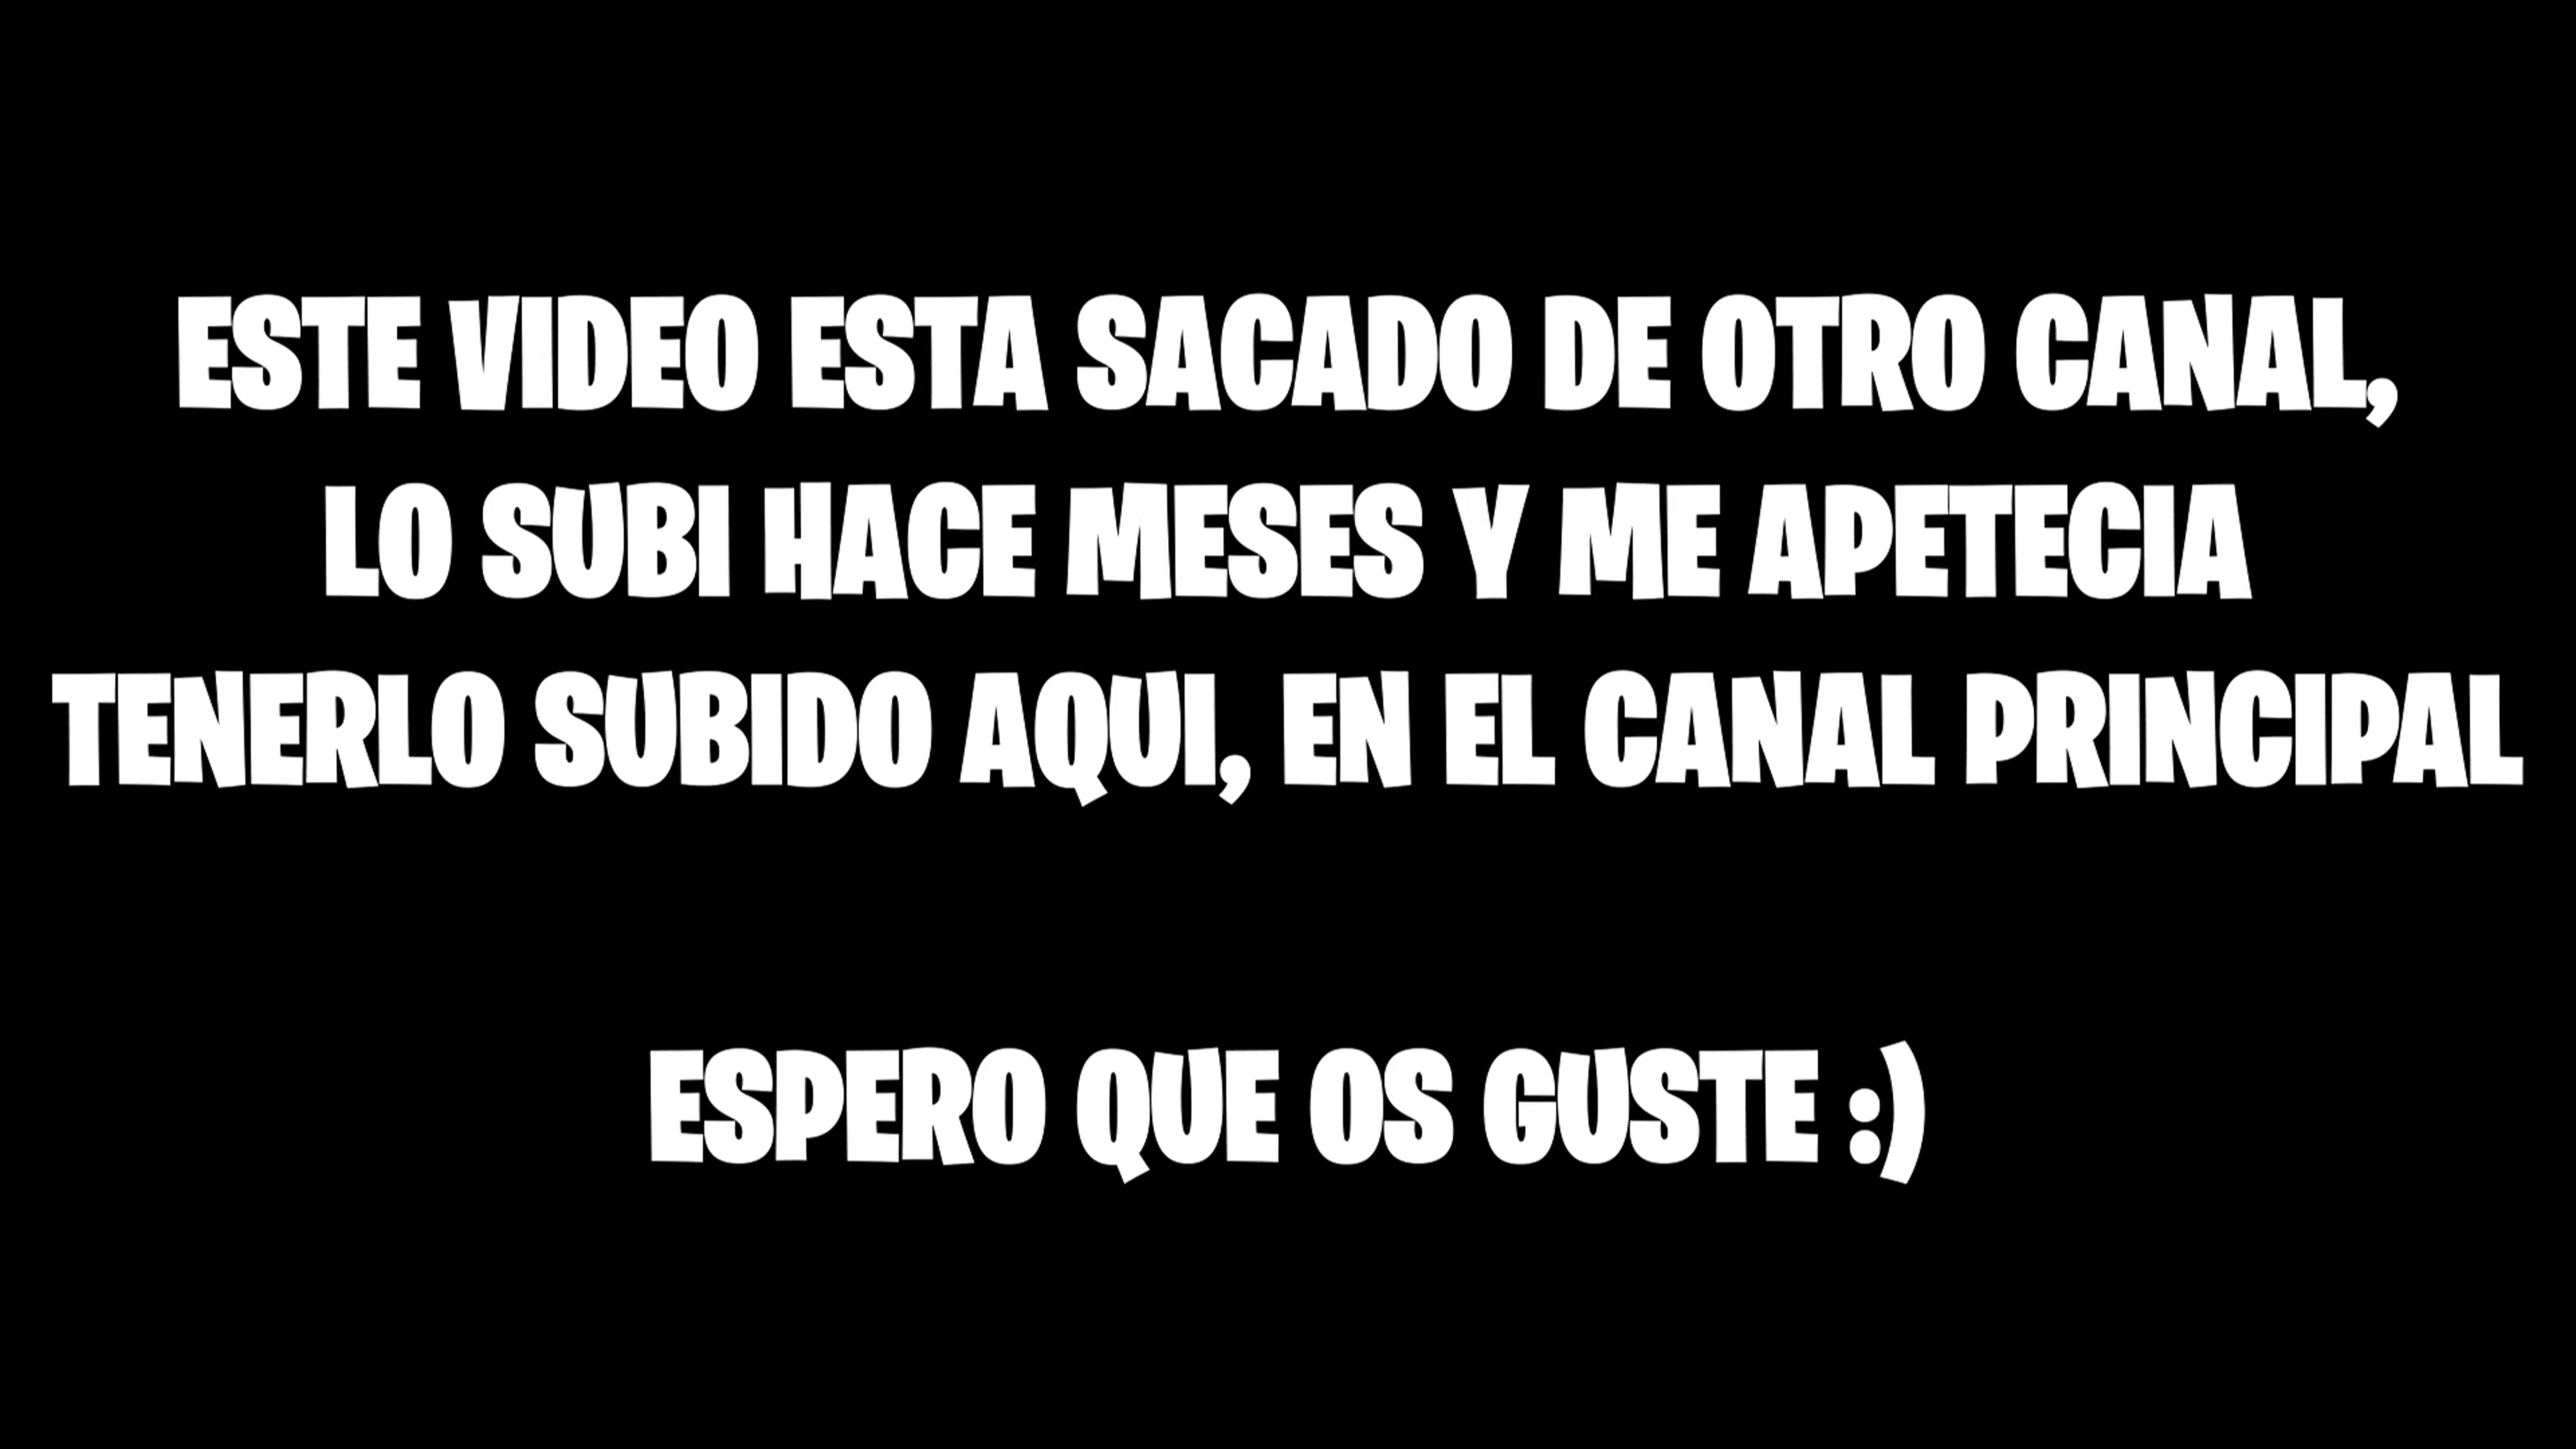 ESTE VIDEO ESTA SACADO DE OTRO CANAL,
LO SUBI HACE MESES Y ME APETECIA
TENERLO SUBIDO AQUI, EN EL CANAL PRINCIPAL
ESPERO QUE OS GUSTE :)